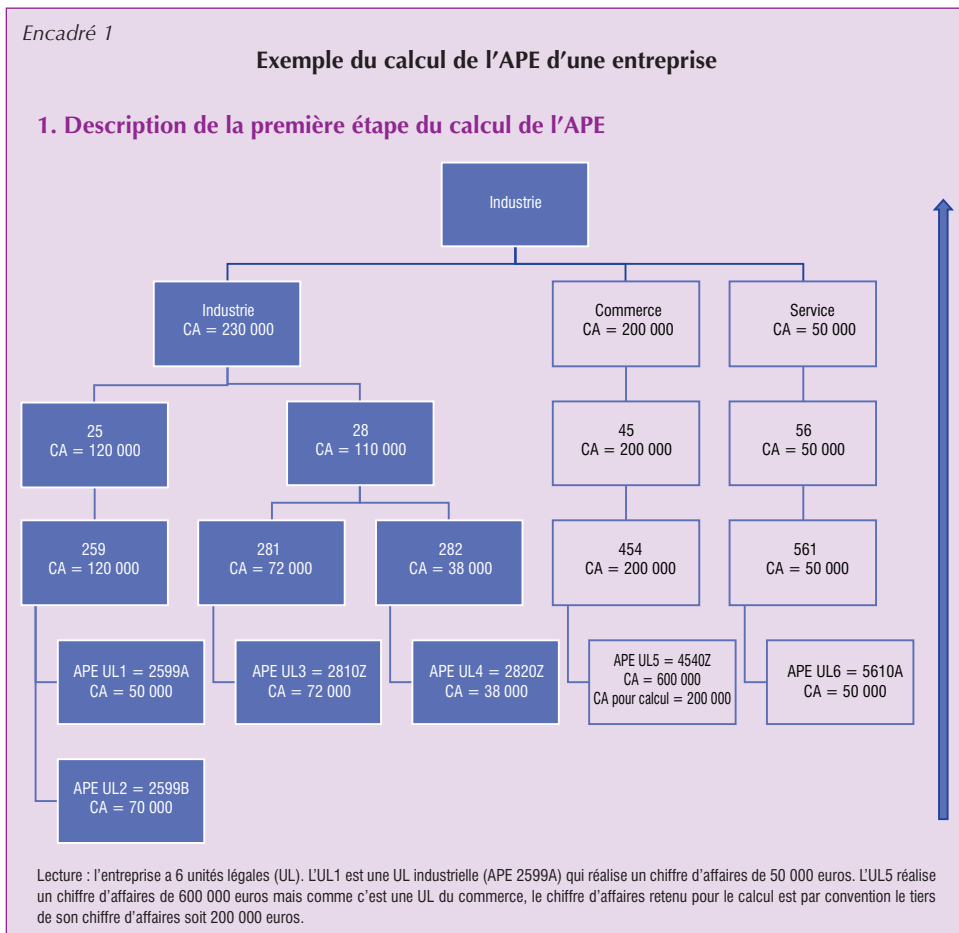 Encadré 1
Exemple du calcul de l'APE d'une entreprise
1. Description de la première étape du calcul de l'APE
Industrie
Industrie
CA = 230 000
Commerce
CA = 200 000
Service
CA = 50 000
25
CA = 120 000
28
CA = 110 000
45
CA = 200 000
56
CA = 50 000
259
CA = 120 000
281
CA = 72 000
282
CA = 38 000
454
CA = 200 000
561
CA = 50 000
APE UL1 = 2599A
CA = 50 000
APE UL3 = 2810Z
CA = 72 000
APE UL4 = 2820Z
CA = 38 000
APE UL5 = 4540Z
CA = 600 000
CA pour calcul = 200 000
APE UL6 = 5610A
CA = 50 000
APE UL2 = 2599B
CA = 70 000
Lecture : l'entreprise a 6 unités légales (UL). L'UL1 est une UL industrielle (APE 2599A) qui réalise un chiffre d'affaires de 50 000 euros. L'UL5 réalise
un chiffre d'affaires de 600 000 euros mais comme c'est une UL du commerce, le chiffre d'affaires retenu pour le calcul est par convention le tiers
de son chiffre d'affaires soit 200 000 euros.